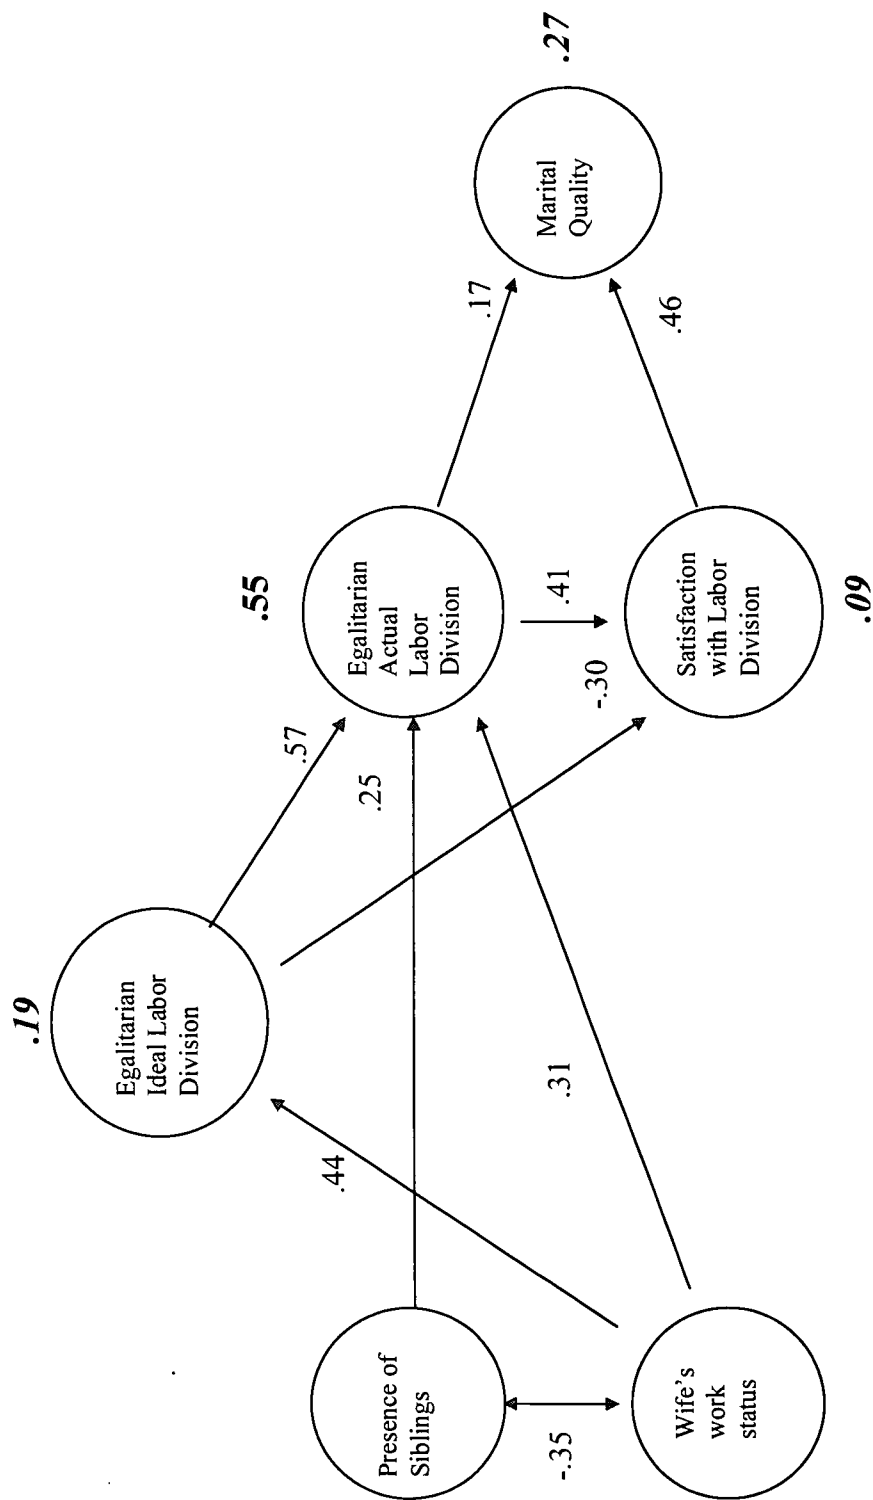 .19
Egalitarian
Ideal Labor
Division
.44
.57
.55
Presence of
Siblings
.25
Egalitarian
Actual
Labor
Division
.17
-.35
.31
-.30
.41
Marital
Quality
.27
.46
Wife's
work
status
Satisfaction
with Labor
Division
.09